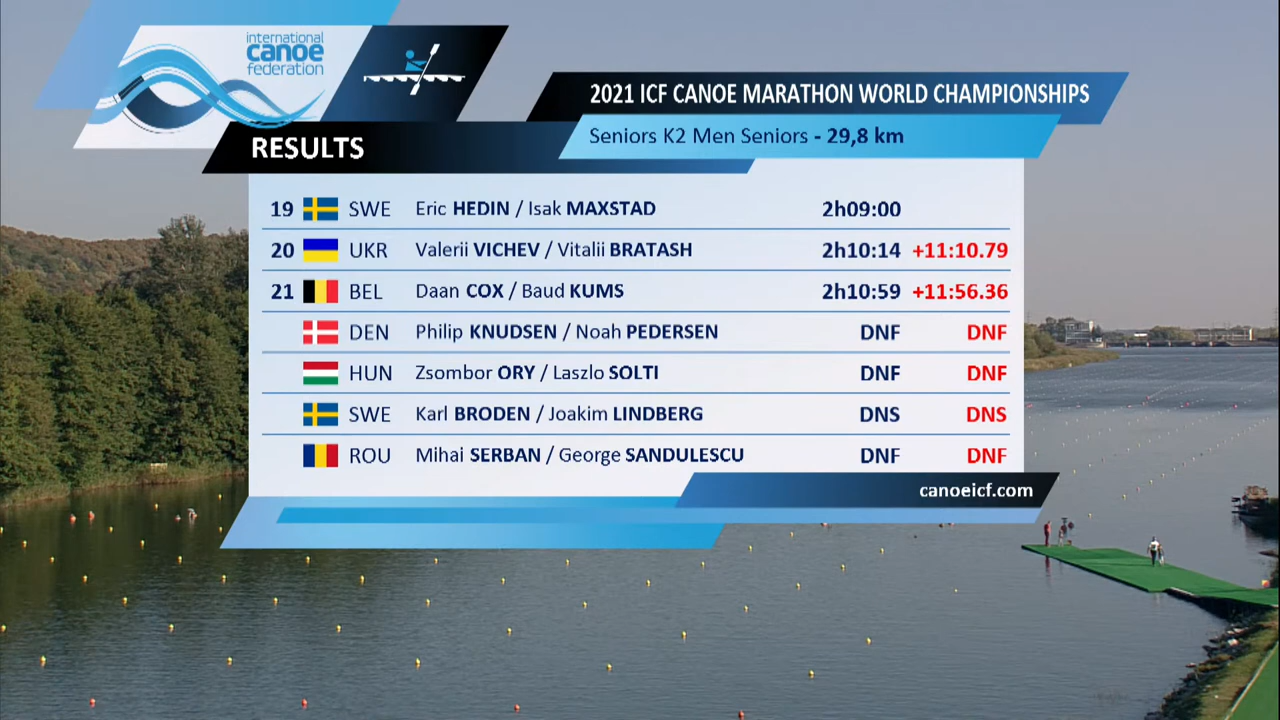 international
canoe
federation
2021 ICF CANOE MARATHON WORLD CHAMPIONSHIPS
Seniors K2 Men Seniors - 29,8 km
RESULTS
19 SWE Eric HEDIN / Isak MAXSTAD 2h09:00
20 UKR Valerii VICHEV / Vitalii BRATASH 2h10:14 +11:10.79
21 BEL Daan COX / Baud KUMS 2h10:59 +11:56.36
DEN Philip KNUDSEN / Noah PEDERSEN DNF DNF
HUN Zsombor ORY / Laszlo SOLTI DNF DNF
SWE Karl BRODEN / Joakim LINDBERG DNS DNS
ROU Mihai SERBAN / George SANDULESCU DNF DNF
canoeicf.com